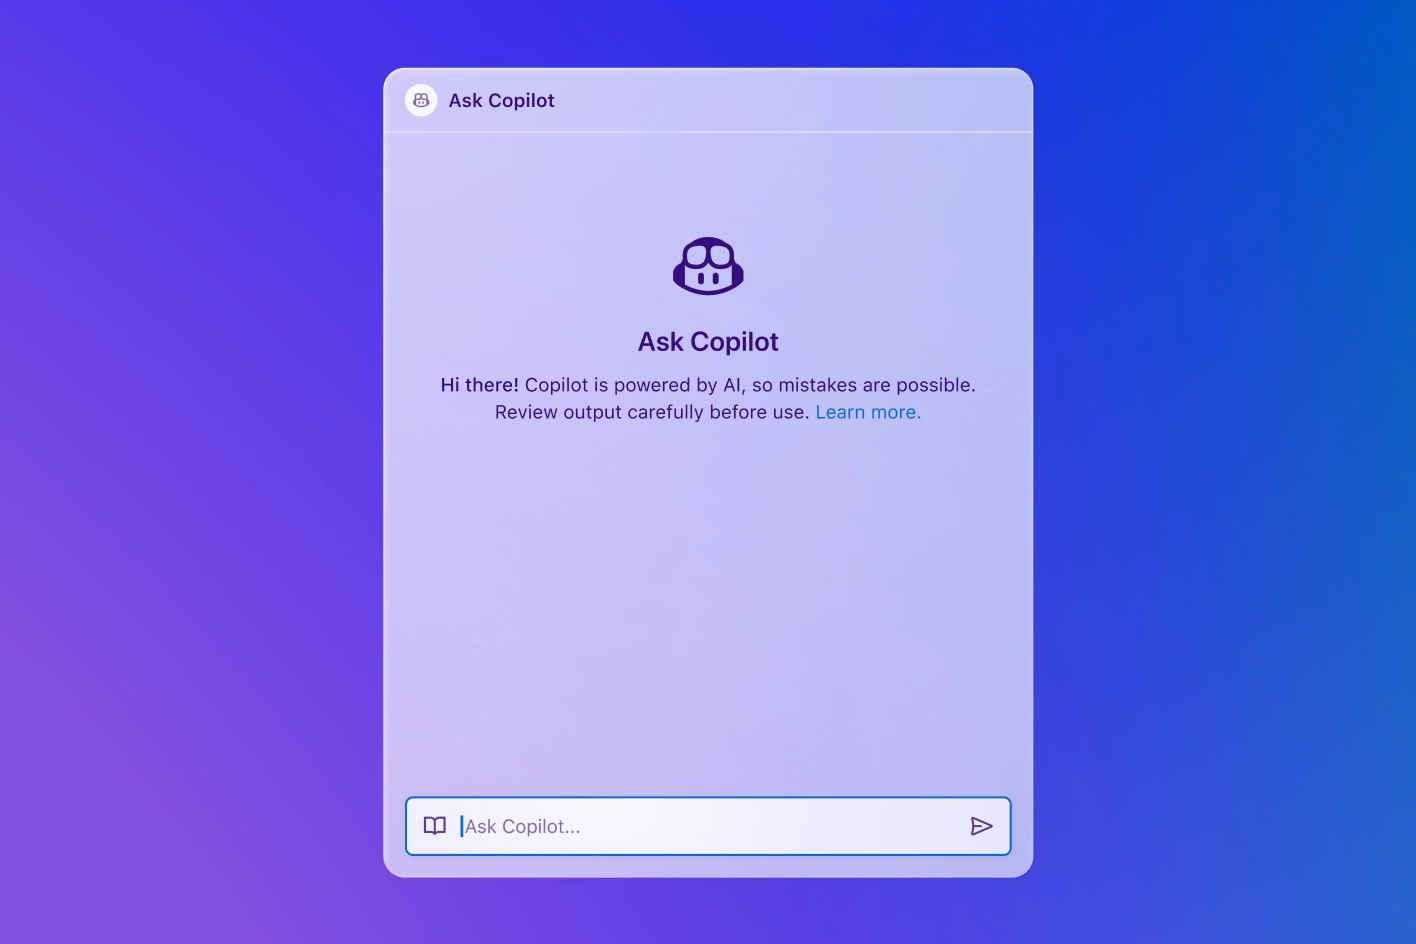 Ask Copilot
Ask Copilot
Hi there! Copilot is powered by AI, so mistakes are possible.
Review output carefully before use. Learn more.
Ask Copilot...